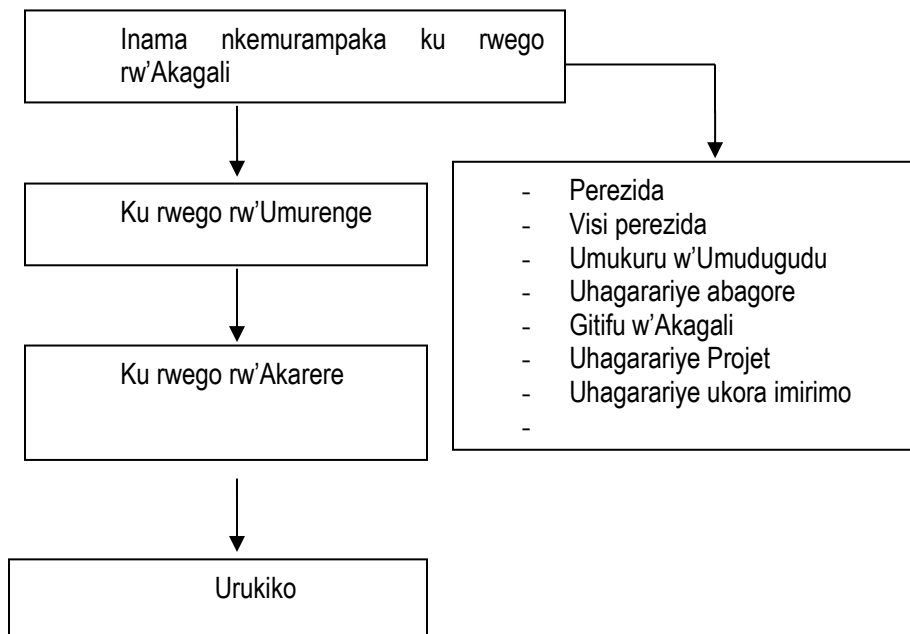 Inama nkemurampaka ku rwego
rw’Akagali
Ku rwego rw’Umurenge
Ku rwego rw’Akarere
Urukiko
- Perezida
- Visi perezida
- Umukuru w’Umudugudu
- Uhagarariye abagore
- Gitifu w’Akagali
- Uhagarariye Projet
- Uhagarariye ukora imirimo
-